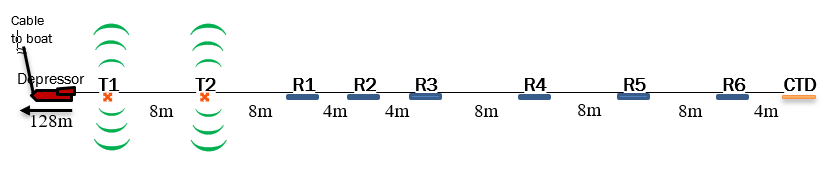 Cable
to boat
Depressor
T1 T2 R1 R2 R3 R4 R5 R6 CTD
128m 8m 8m 4m 4m 8m 8m 8m 4m